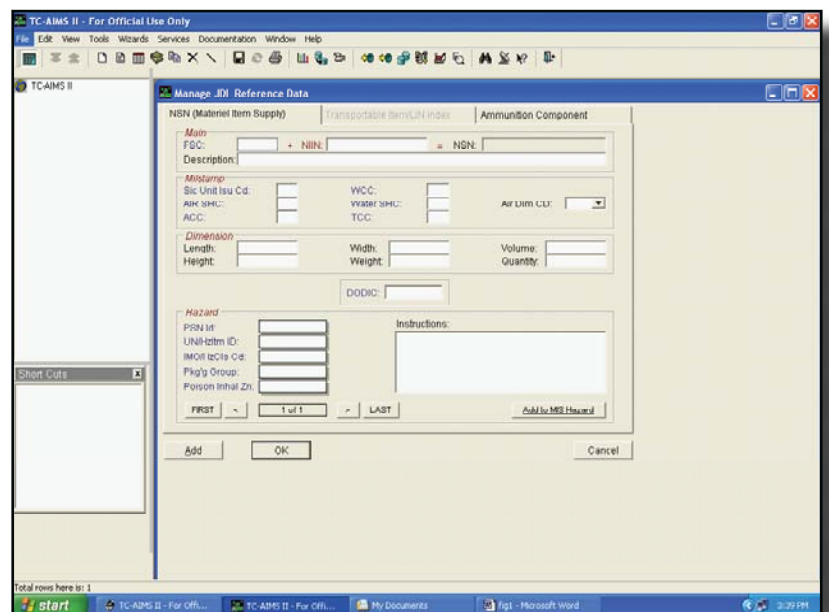 TC-AIMS II - For Official Use Only
File Edit View Tools Wizards Services Documentation Window Help
TC-AIMS II
Manage JDI Reference Data
NSN (Materiel Item Supply) Transportable Item/LIN Index Ammunition Component
Main
FSC: + NIIN: = NSN:
Description:
Milstamp
Sic Unit Isu Cd: WCC:
AIR SHC: Water SHC: Air Dim CD:
ACC: TCC:
Dimension
Length: Width: Volume:
Height: Weight: Quantity:
DODIC:
Hazard
PSN Id: Instructions:
UN/HzItm ID:
IMO/HzCls Cd:
Pkg'g Group:
Poison Inhal Zn:
FIRST < 1 of 1 > LAST Add to MIS Hazard
Short Cuts X
Add OK Cancel
Total rows here is: 1
start TC-AIMS II - For Offi... TC-AIMS II - For Offi... My Documents fig1 - Microsoft Word 3:39 PM